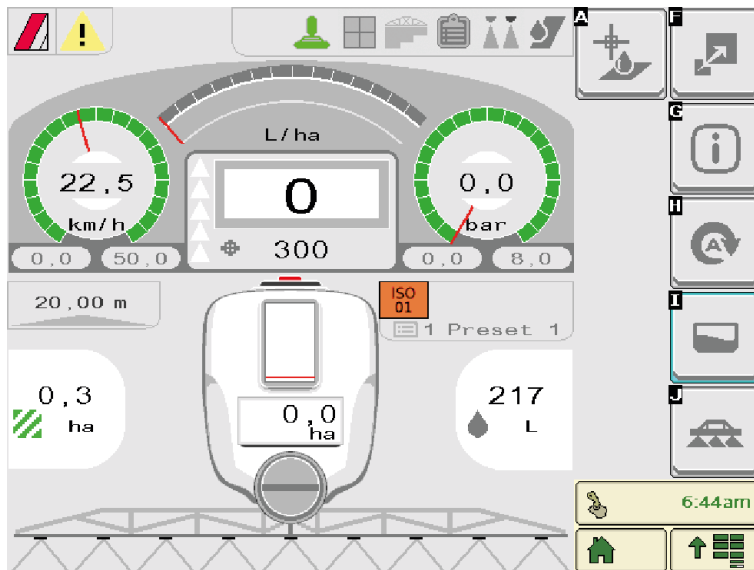 A
F
L/ha
G
22,5
0
0,0
km/h
bar
H
300
0,0
50,0
0,0
8,0
20,00 m
ISO
01
I
1 Preset 1
0,3
ha
0,0
ha
217
L
J
A
6:44am